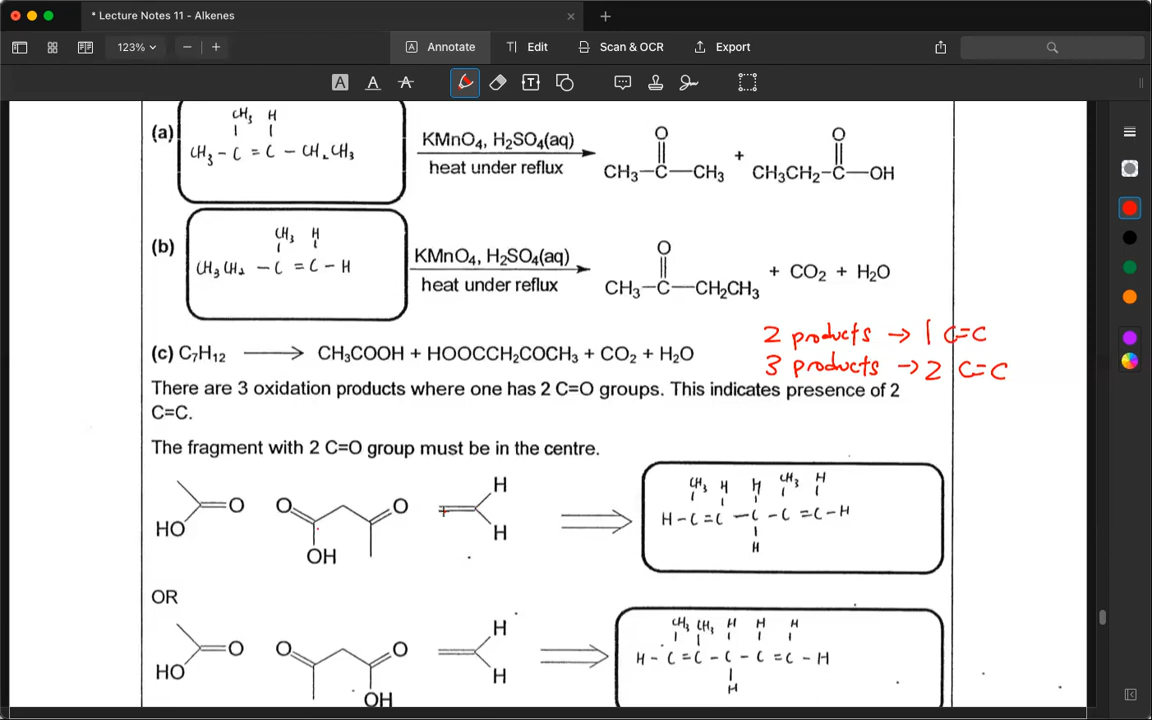 * Lecture Notes 11 - Alkenes
123%
Annotate
Edit
Scan & OCR
Export
CH₃ H
(a) CH₃ - C = C - CH₂CH₃
KMnO₄, H₂SO₄(aq)
heat under reflux
O O
CH₃—C—CH₃ + CH₃CH₂-C—OH
CH₃ H
(b) CH₃CH₂ - C = C - H
KMnO₄, H₂SO₄(aq)
heat under reflux
O
CH₃—C—CH₂CH₃ + CO₂ + H₂O
2 products → 1 C=C
3 products → 2 C=C
(c) C₇H₁₂ ⟶ CH₃COOH + HOOCCH₂COCH₃ + CO₂ + H₂O
There are 3 oxidation products where one has 2 C=O groups. This indicates presence of 2
C=C.
The fragment with 2 C=O group must be in the centre.
O O O H
HO OH H
CH₃ H H CH₃ H
H - C = C - C - C = C - H
H
OR
O O O H
HO OH H
CH₃ CH₃ H H H
H - C = C - C - C = C - H
H